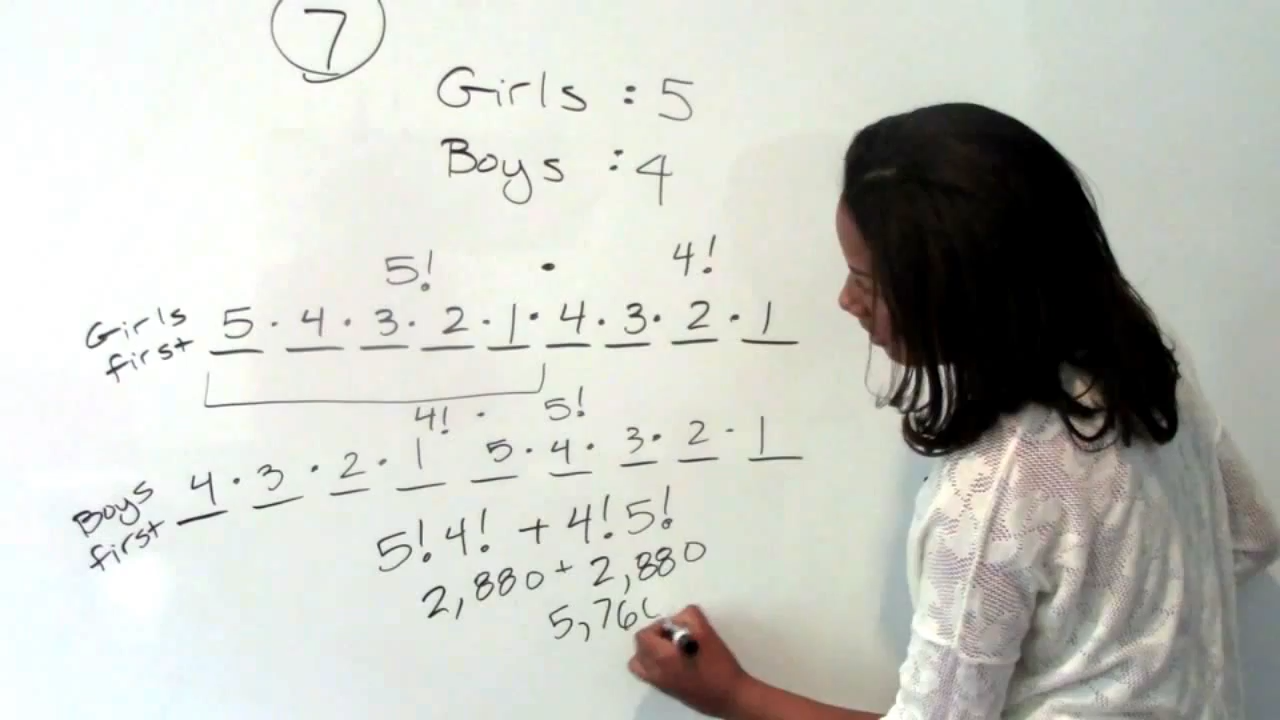 7
Girls : 5
Boys : 4
5! · 4!
Girls first 5 · 4 · 3 · 2 · 1 · 4 · 3 · 2 · 1
4! · 5!
Boys first 4 · 3 · 2 · 1 5 · 4 · 3 · 2 · 1
5! 4! + 4! 5!
2,880 + 2,880
5,76